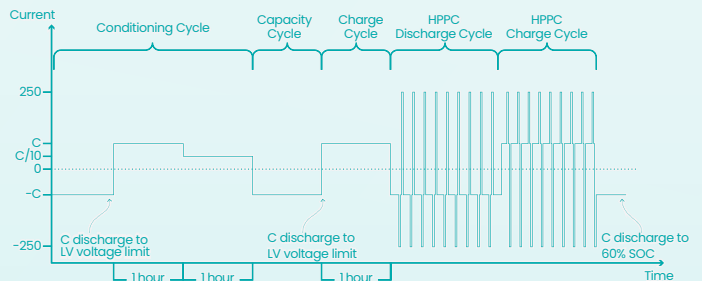 Current
Conditioning Cycle
Capacity
Cycle
Charge
Cycle
HPPC
Discharge Cycle
HPPC
Charge Cycle
250
C
C/10
0
-C
-250
C discharge to
LV voltage limit
C discharge to
LV voltage limit
C discharge to
60% SOC
1 hour
1 hour
1 hour
Time